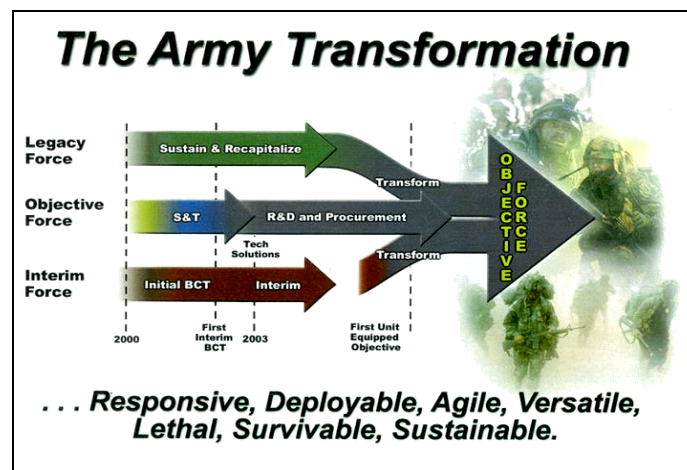 The Army Transformation
Legacy
Force
Sustain & Recapitalize
Transform
Objective
Force
S&T
R&D and Procurement
Tech
Solutions
Transform
Interim
Force
Initial BCT
Interim
OBJECTIVE
FORCE
2000
First
Interim
BCT
2003
First Unit
Equipped
Objective
. . . Responsive, Deployable, Agile, Versatile,
Lethal, Survivable, Sustainable.